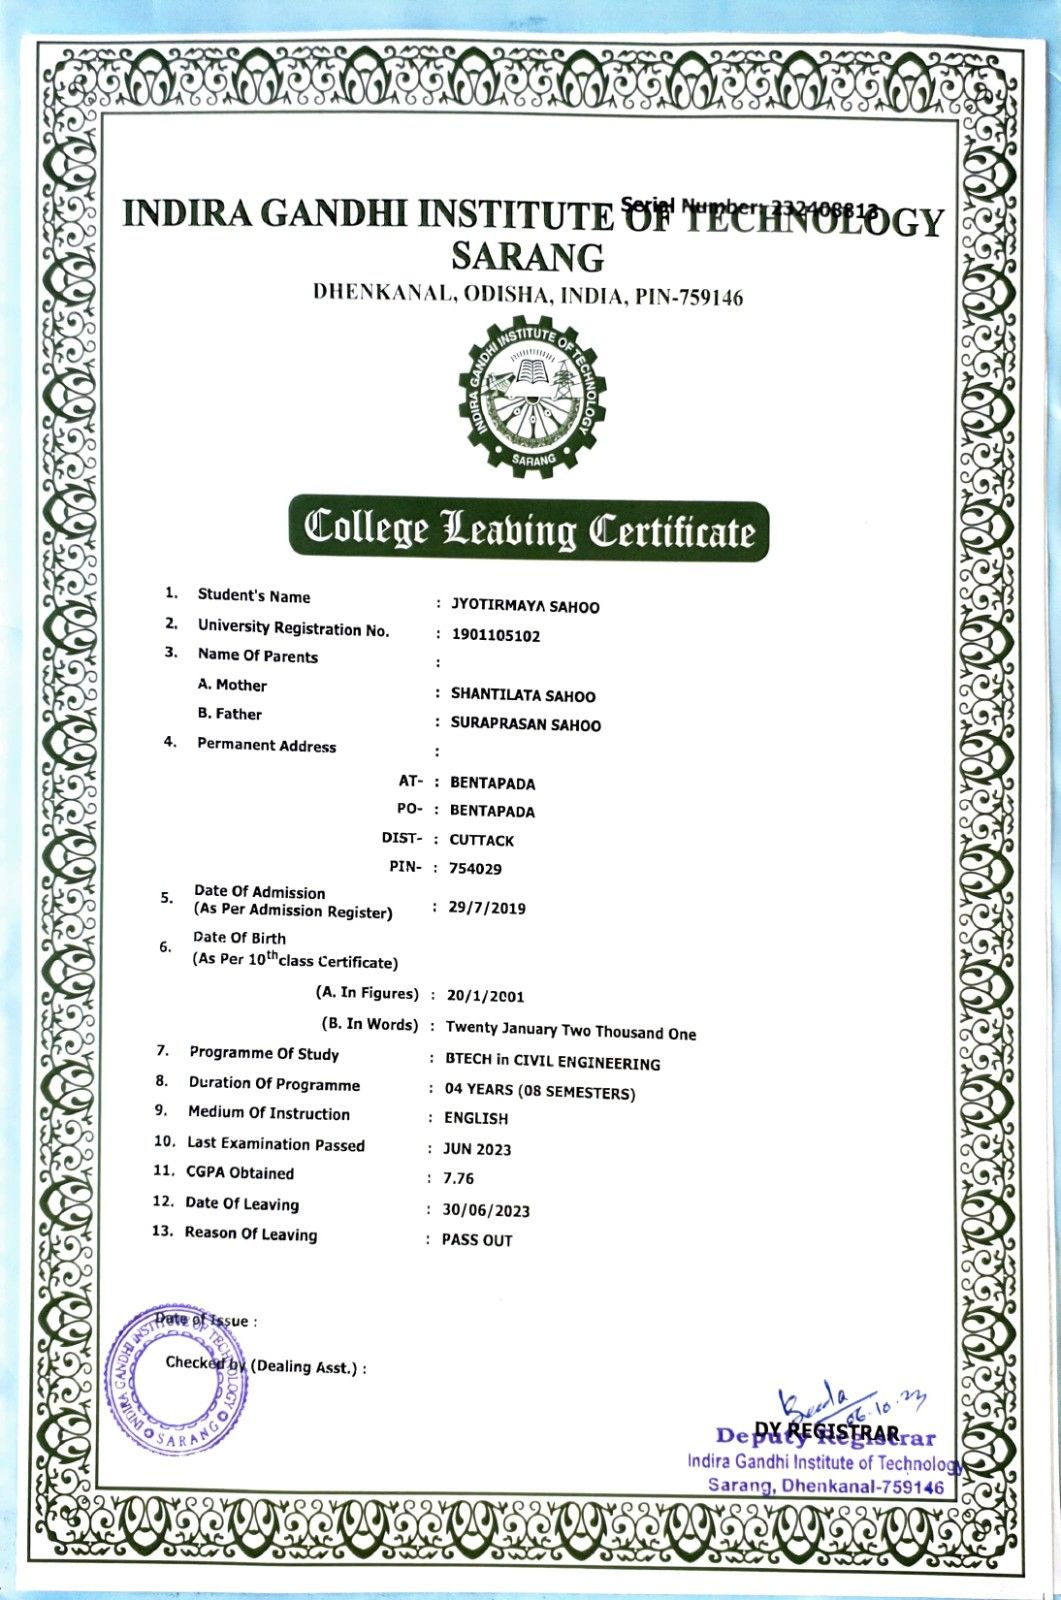 Serial Number: 232408813
INDIRA GANDHI INSTITUTE OF TECHNOLOGY
SARANG
DHENKANAL, ODISHA, INDIA, PIN-759146
INDIRA GANDHI INSTITUTE OF TECHNOLOGY
SARANG
College Leaving Certificate
1. Student's Name : JYOTIRMAYA SAHOO
2. University Registration No. : 1901105102
3. Name Of Parents :
A. Mother : SHANTILATA SAHOO
B. Father : SURAPRASAN SAHOO
4. Permanent Address :
AT- : BENTAPADA
PO- : BENTAPADA
DIST- : CUTTACK
PIN- : 754029
5. Date Of Admission
(As Per Admission Register) : 29/7/2019
6. Date Of Birth
(As Per 10th class Certificate)
(A. In Figures) : 20/1/2001
(B. In Words) : Twenty January Two Thousand One
7. Programme Of Study : BTECH in CIVIL ENGINEERING
8. Duration Of Programme : 04 YEARS (08 SEMESTERS)
9. Medium Of Instruction : ENGLISH
10. Last Examination Passed : JUN 2023
11. CGPA Obtained : 7.76
12. Date Of Leaving : 30/06/2023
13. Reason Of Leaving : PASS OUT
Date of Issue :
Checked by (Dealing Asst.) :
INDIRA GANDHI INSTITUTE OF TECHNOLOGY
SARANG
06.10.23
DY REGISTRAR
Deputy Registrar
Indira Gandhi Institute of Technology
Sarang, Dhenkanal-759146